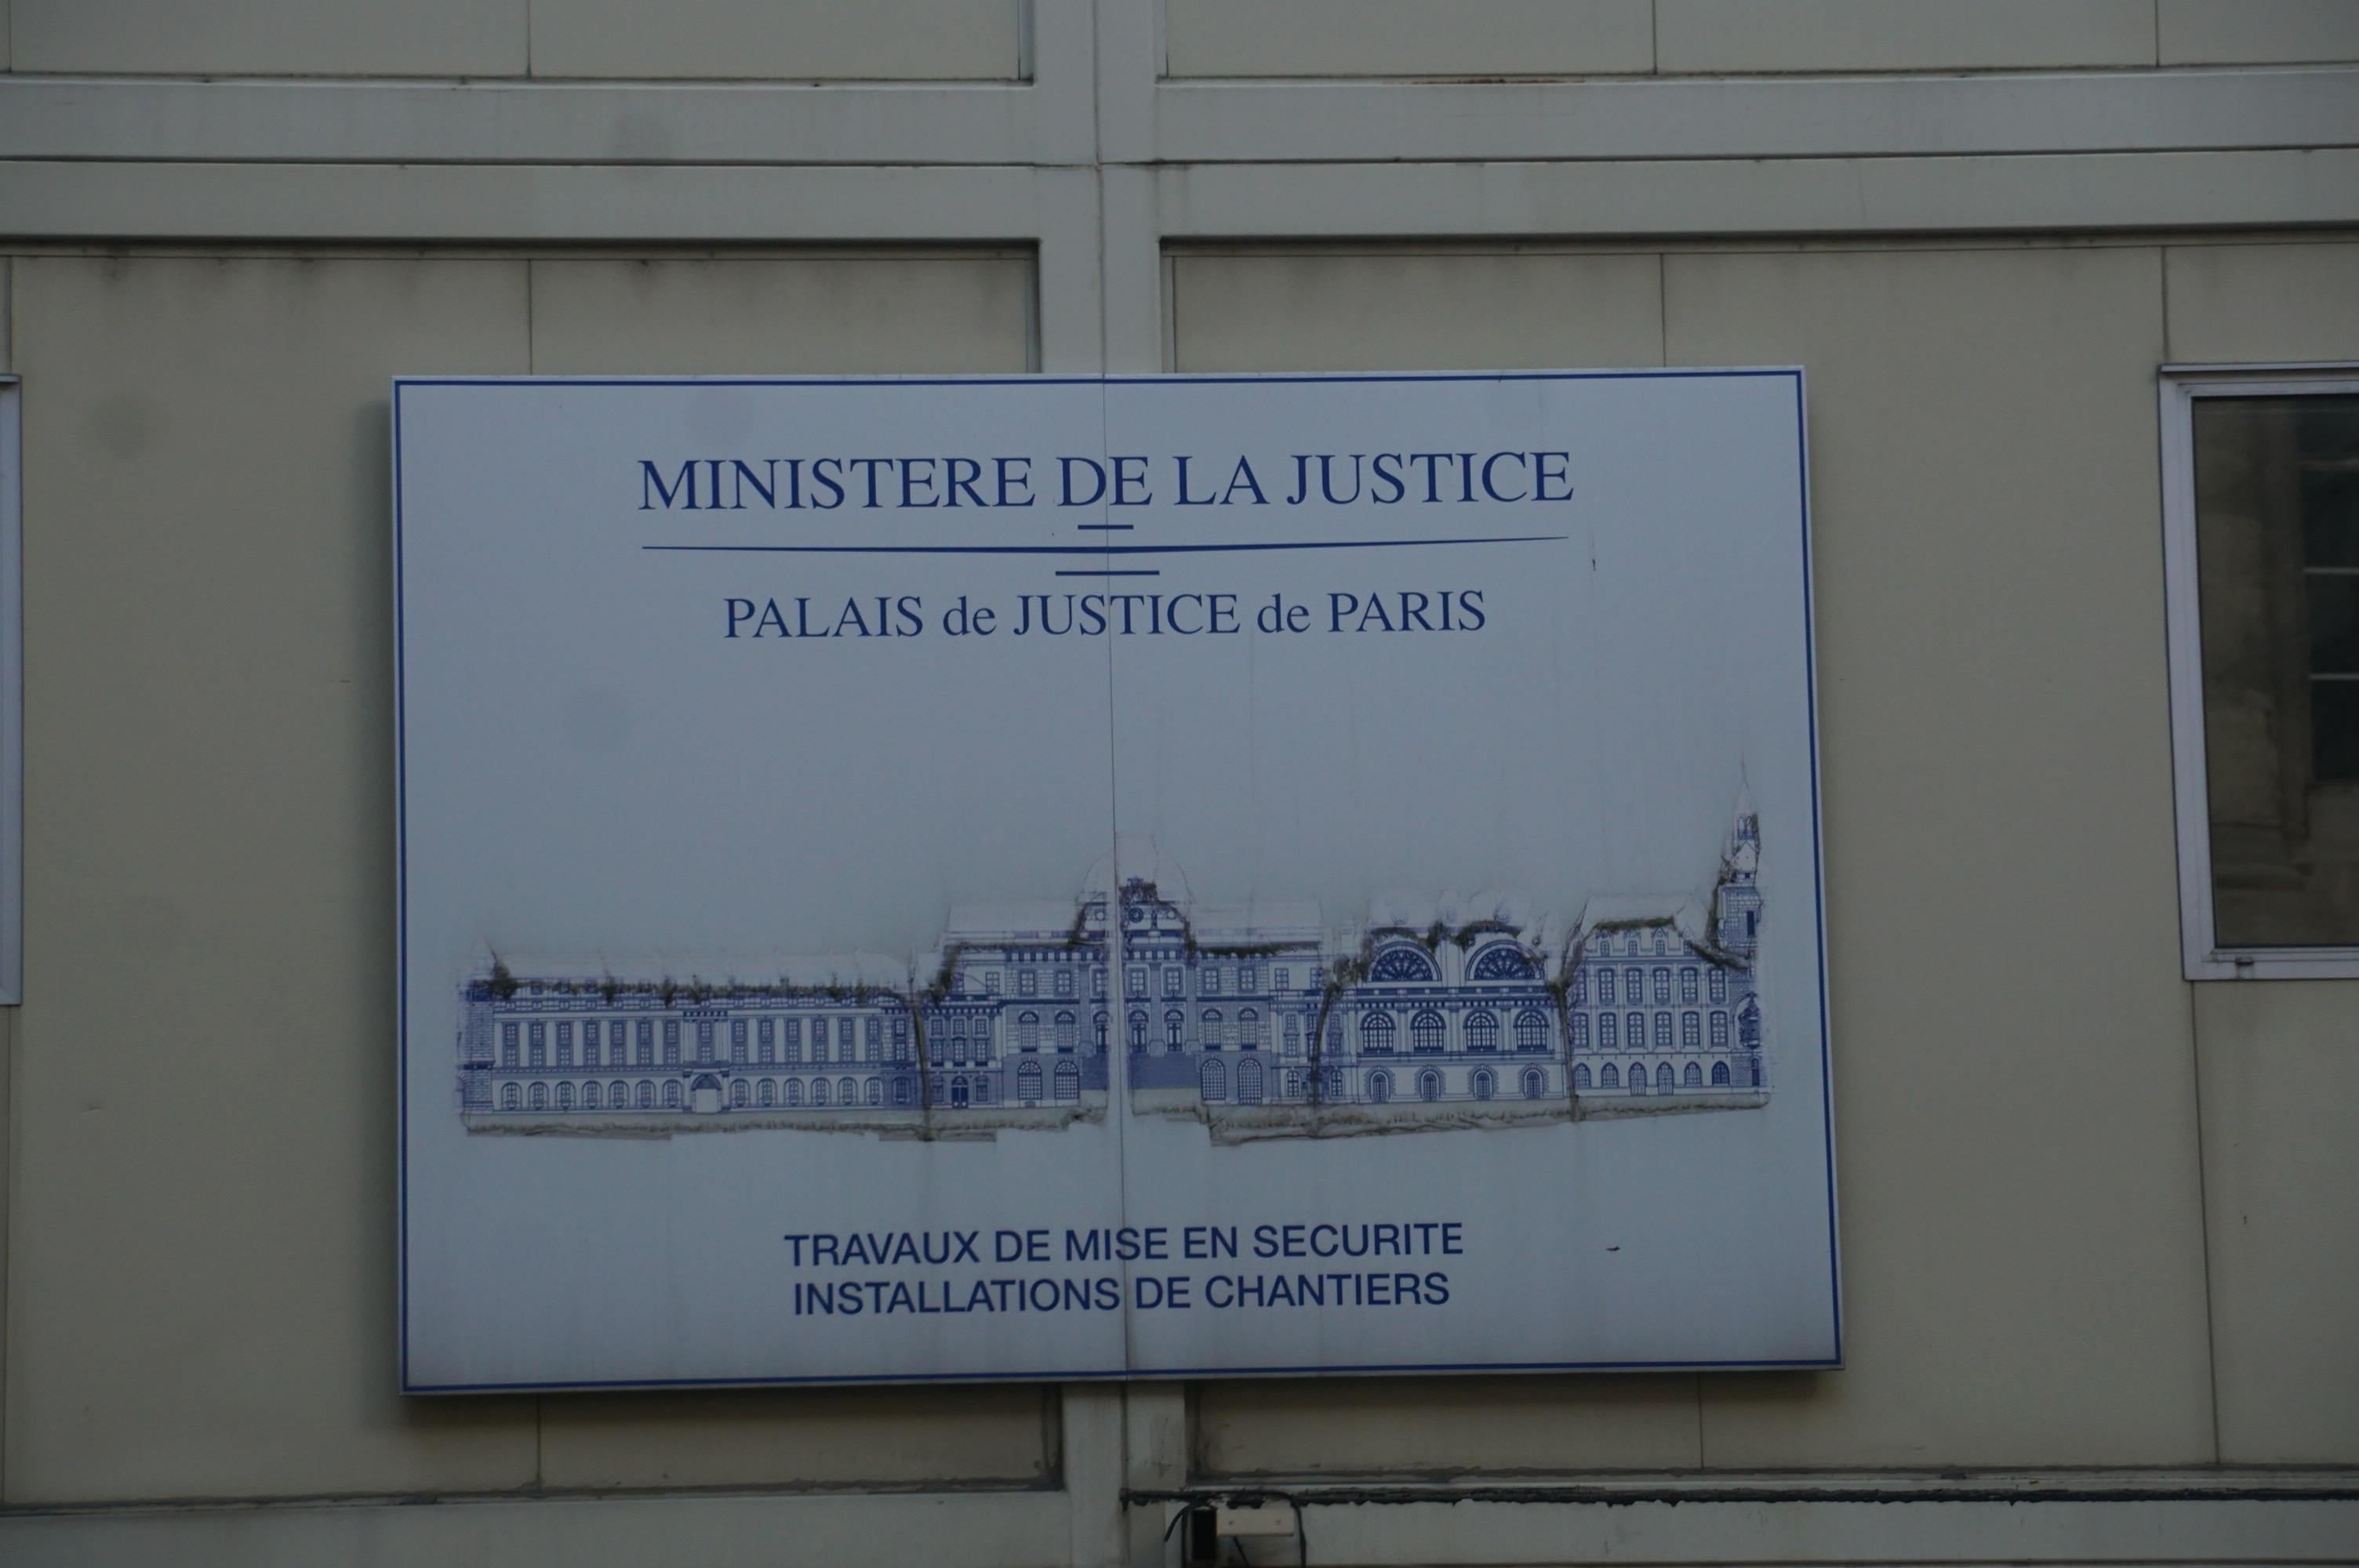 MINISTERE DE LA JUSTICE
PALAIS de JUSTICE de PARIS
TRAVAUX DE MISE EN SECURITE
INSTALLATIONS DE CHANTIERS